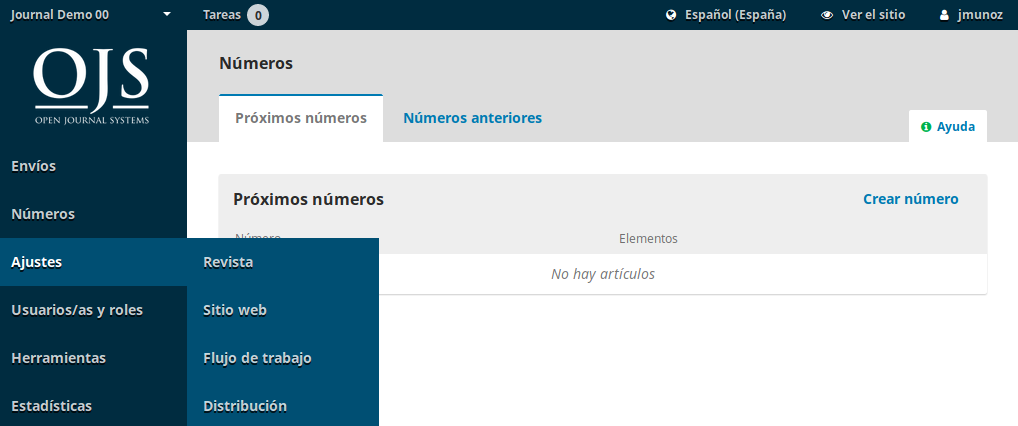 Journal Demo 00 Tareas 0 Español (España) Ver el sitio jmunoz
OJS
OPEN JOURNAL SYSTEMS
Números
Próximos números Números anteriores
Ayuda
Envíos
Números
Ajustes
Usuarios/as y roles
Herramientas
Estadísticas
Revista
Sitio web
Flujo de trabajo
Distribución
Próximos números Crear número
Número Elementos
No hay artículos